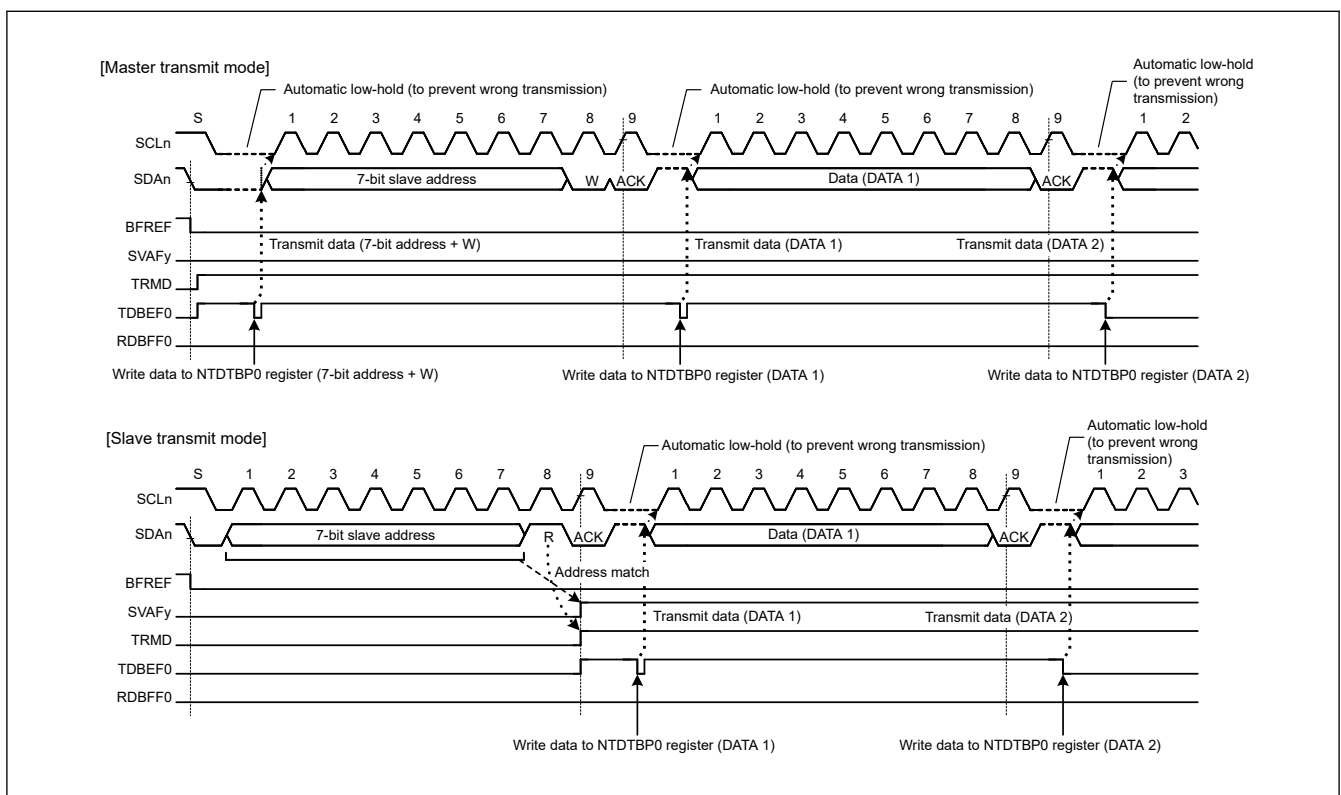 [Master transmit mode]
Automatic low-hold (to prevent wrong transmission)
Automatic low-hold (to prevent wrong transmission)
Automatic low-hold
(to prevent wrong
transmission)
S 1 2 3 4 5 6 7 8 9 1 2 3 4 5 6 7 8 9 1 2
SCLn
SDAn 7-bit slave address W ACK Data (DATA 1) ACK
BFREF
Transmit data (7-bit address + W) Transmit data (DATA 1) Transmit data (DATA 2)
SVAFy
TRMD
TDBEF0
RDBFF0
Write data to NTDTBP0 register (7-bit address + W) Write data to NTDTBP0 register (DATA 1) Write data to NTDTBP0 register (DATA 2)
[Slave transmit mode]
Automatic low-hold (to prevent wrong transmission)
Automatic low-hold
(to prevent wrong
transmission)
S 1 2 3 4 5 6 7 8 9 1 2 3 4 5 6 7 8 9 1 2 3
SCLn
SDAn 7-bit slave address R ACK Data (DATA 1) ACK
Address match
BFREF
SVAFy
Transmit data (DATA 1) Transmit data (DATA 2)
TRMD
TDBEF0
RDBFF0
Write data to NTDTBP0 register (DATA 1) Write data to NTDTBP0 register (DATA 2)